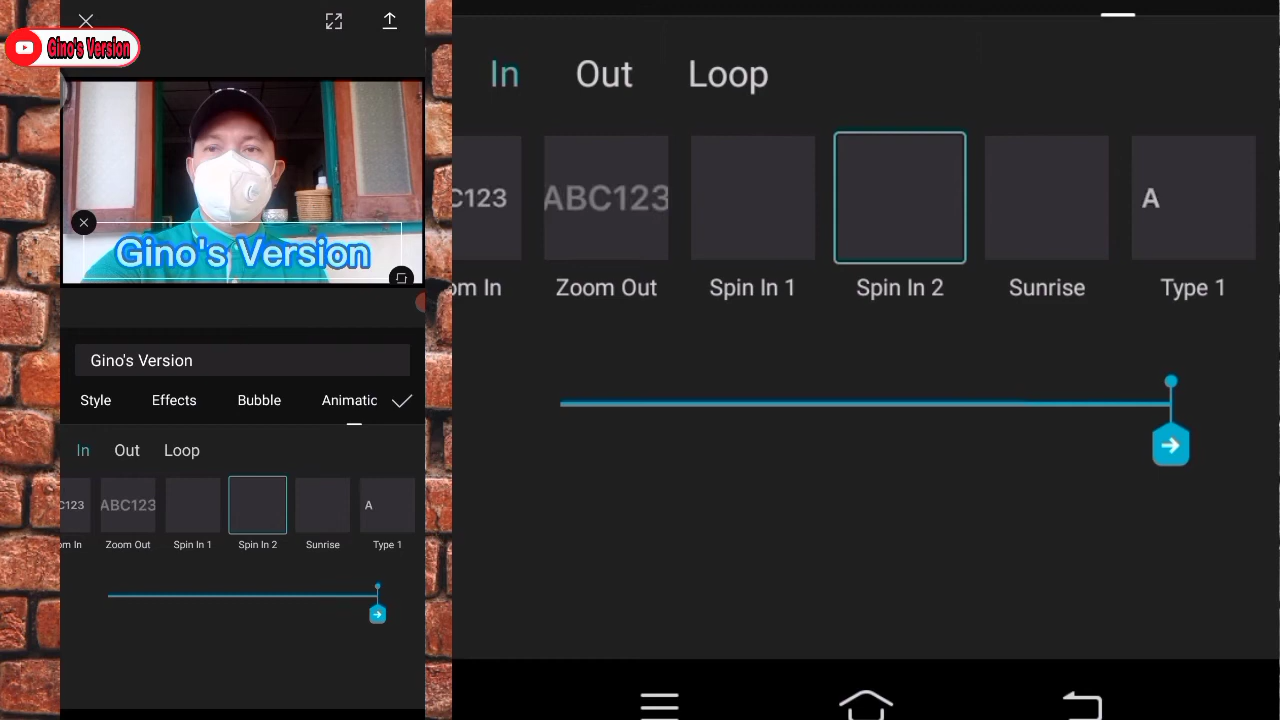 Gino's Version
Gino's Version
Gino's Version
Style Effects Bubble Animatic
In Out Loop
C123 ABC123 A
om In Zoom Out Spin In 1 Spin In 2 Sunrise Type 1
In Out Loop
C123 ABC123 A
om In Zoom Out Spin In 1 Spin In 2 Sunrise Type 1